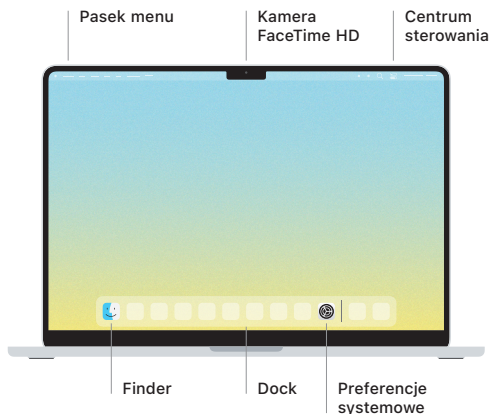 Pasek menu
Kamera
FaceTime HD
Centrum
sterowania
Finder
Dock
Preferencje
systemowe